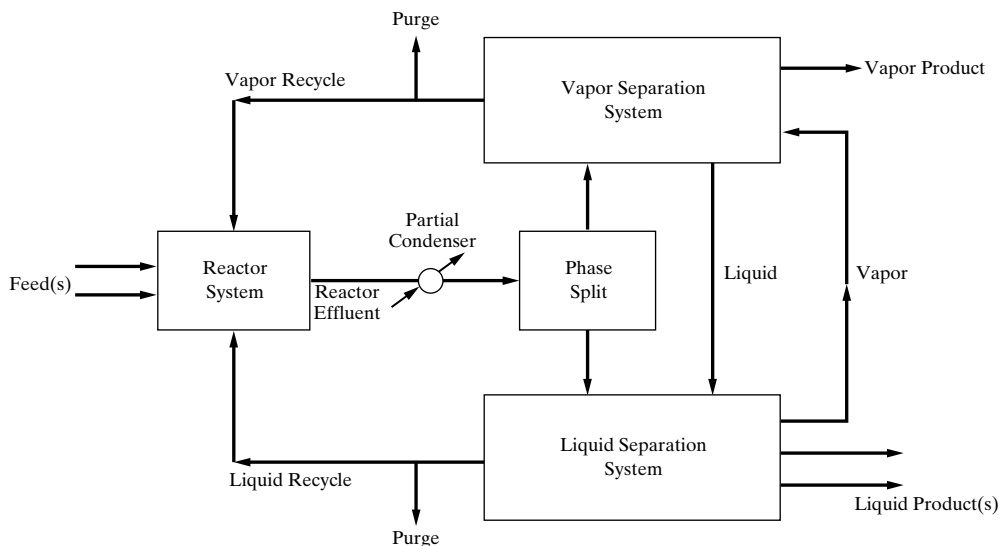 Purge
Vapor Recycle
Vapor Separation
System
Vapor Product
Feed(s)
Reactor
System
Partial
Condenser
Reactor
Effluent
Phase
Split
Liquid
Vapor
Liquid Recycle
Liquid Separation
System
Liquid Product(s)
Purge